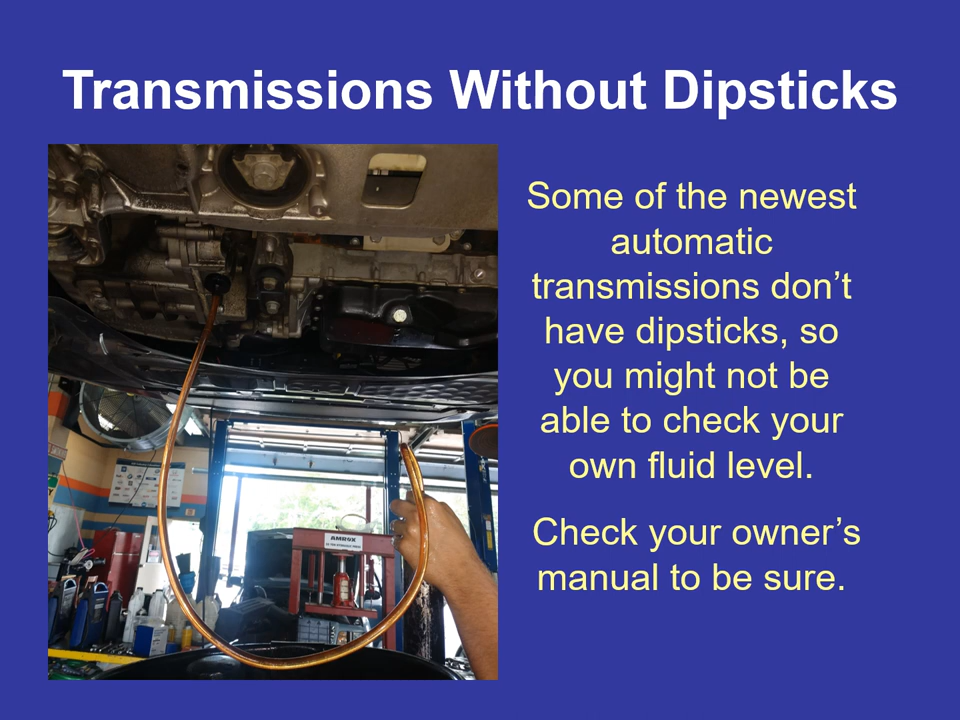 Transmissions Without Dipsticks
Some of the newest
automatic
transmissions don’t
have dipsticks, so
you might not be
able to check your
own fluid level.
Check your owner’s
manual to be sure.
AMROX